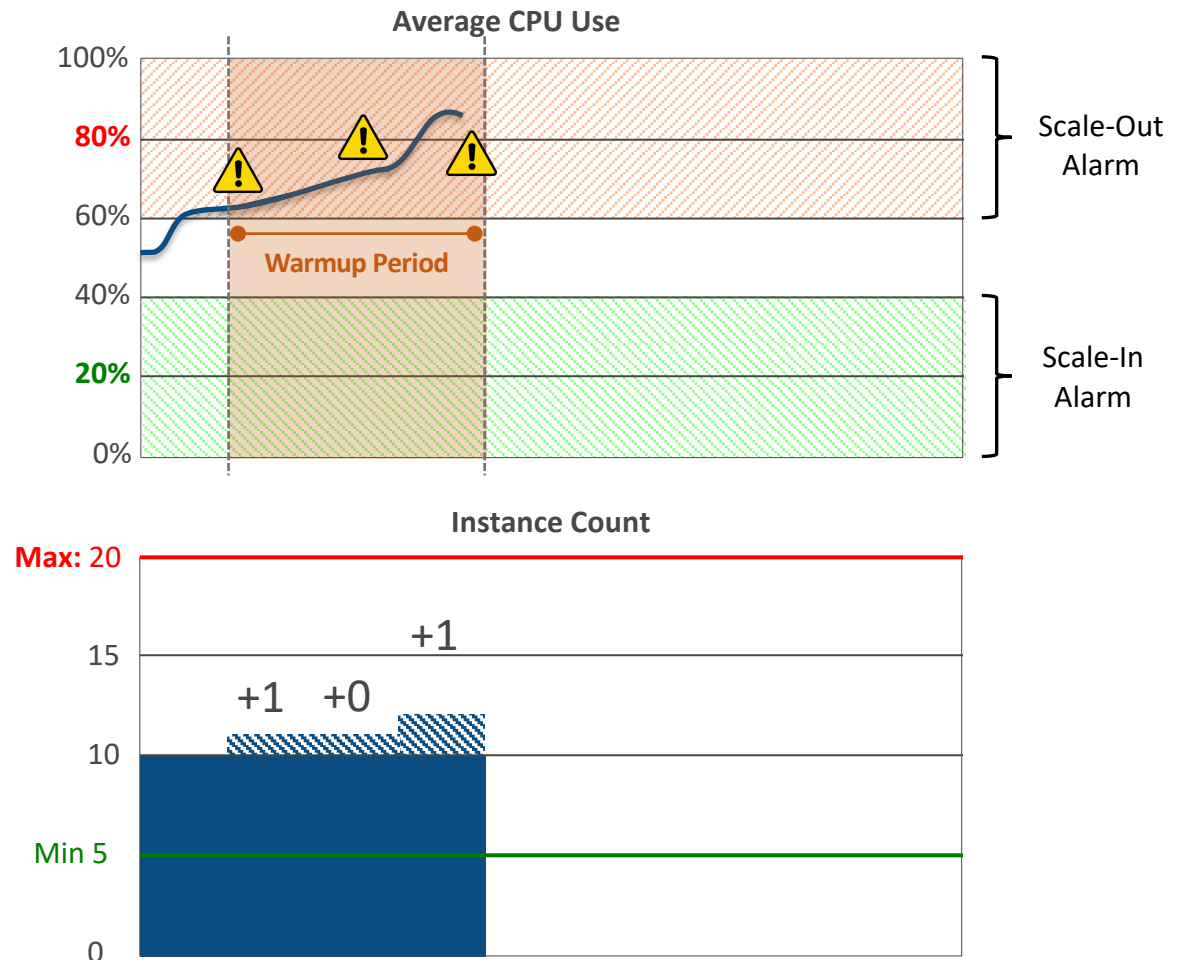 Average CPU Use
100%
80%
60%
40%
20%
0%
Warmup Period
Scale-Out
Alarm
Scale-In
Alarm
Instance Count
Max: 20
15
10
Min 5
0
+1
+0
+1